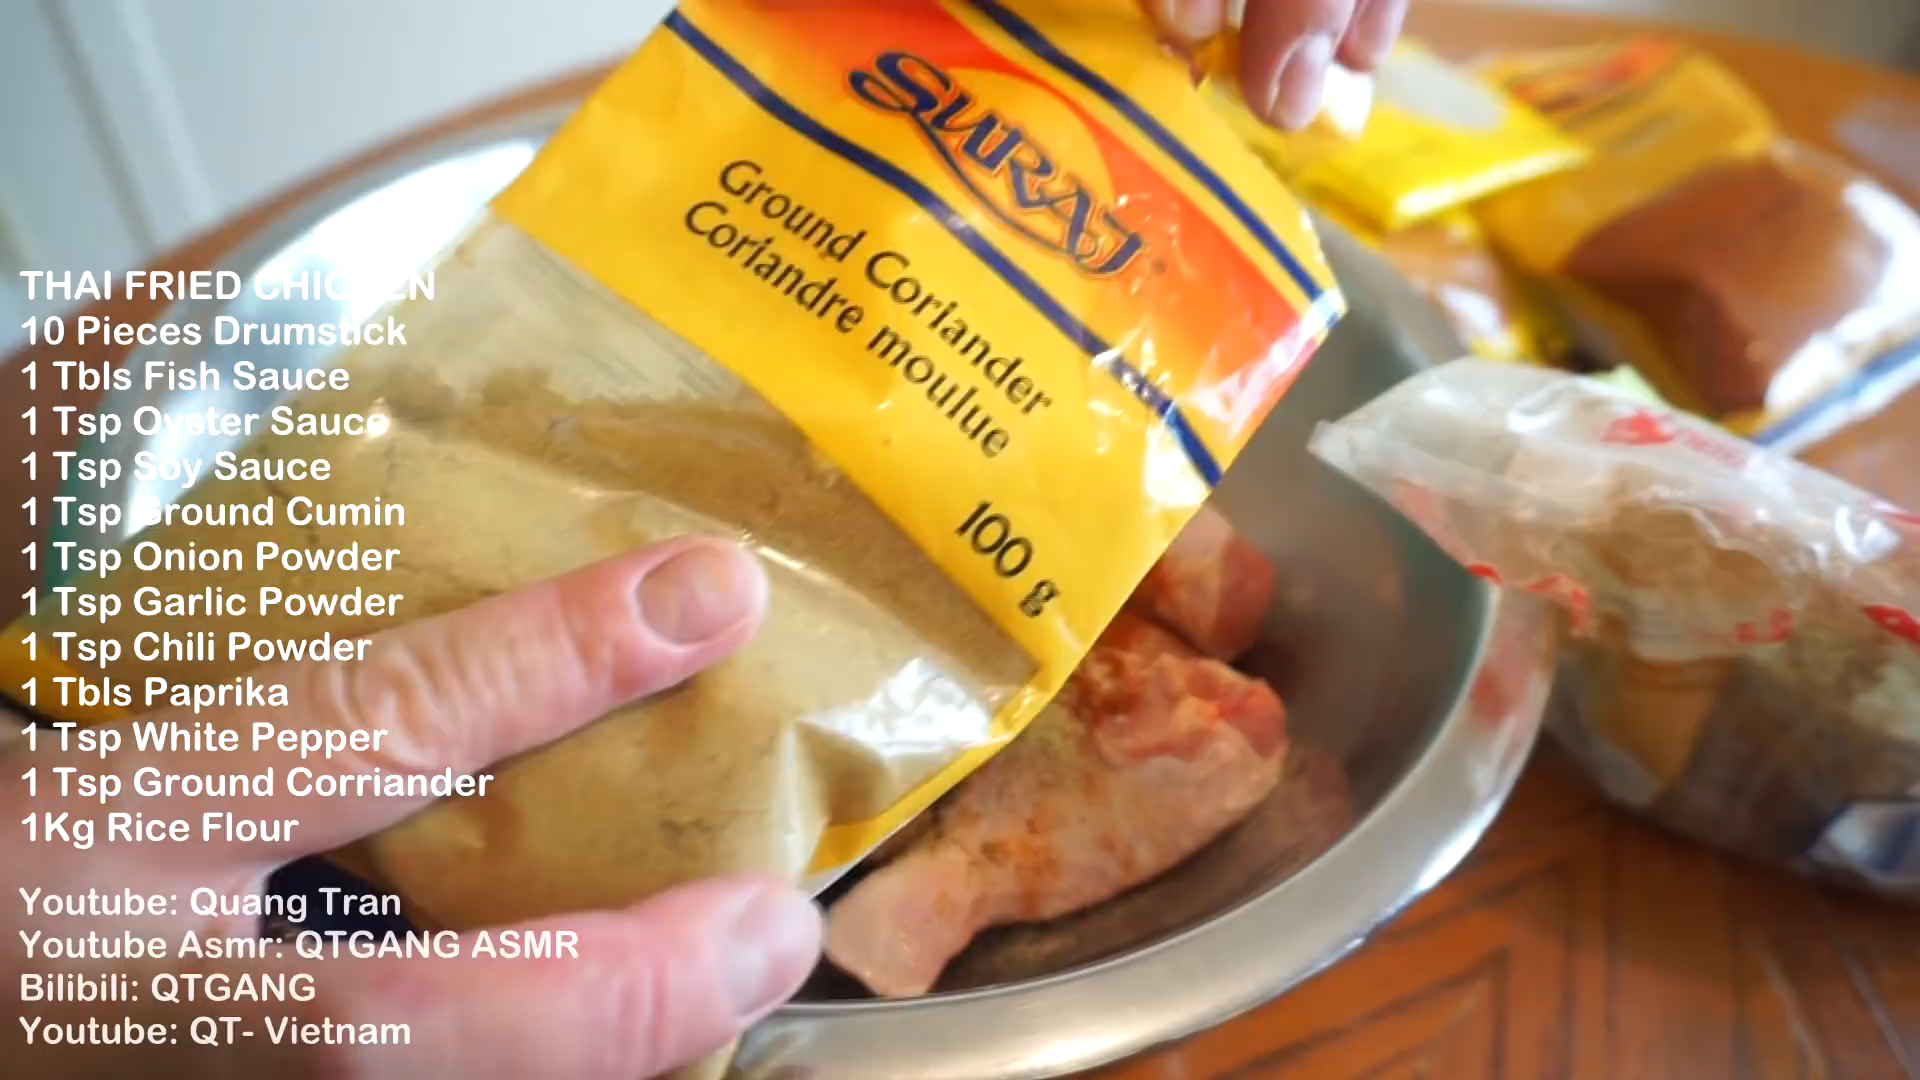 SURAJ
Ground Coriander
Coriandre moulue
100 g
THAI FRIED CHICKEN
10 Pieces Drumstick
1 Tbls Fish Sauce
1 Tsp Oyster Sauce
1 Tsp Soy Sauce
1 Tsp Ground Cumin
1 Tsp Onion Powder
1 Tsp Garlic Powder
1 Tsp Chili Powder
1 Tbls Paprika
1 Tsp White Pepper
1 Tsp Ground Corriander
1Kg Rice Flour
Youtube: Quang Tran
Youtube Asmr: QTGANG ASMR
Bilibili: QTGANG
Youtube: QT- Vietnam